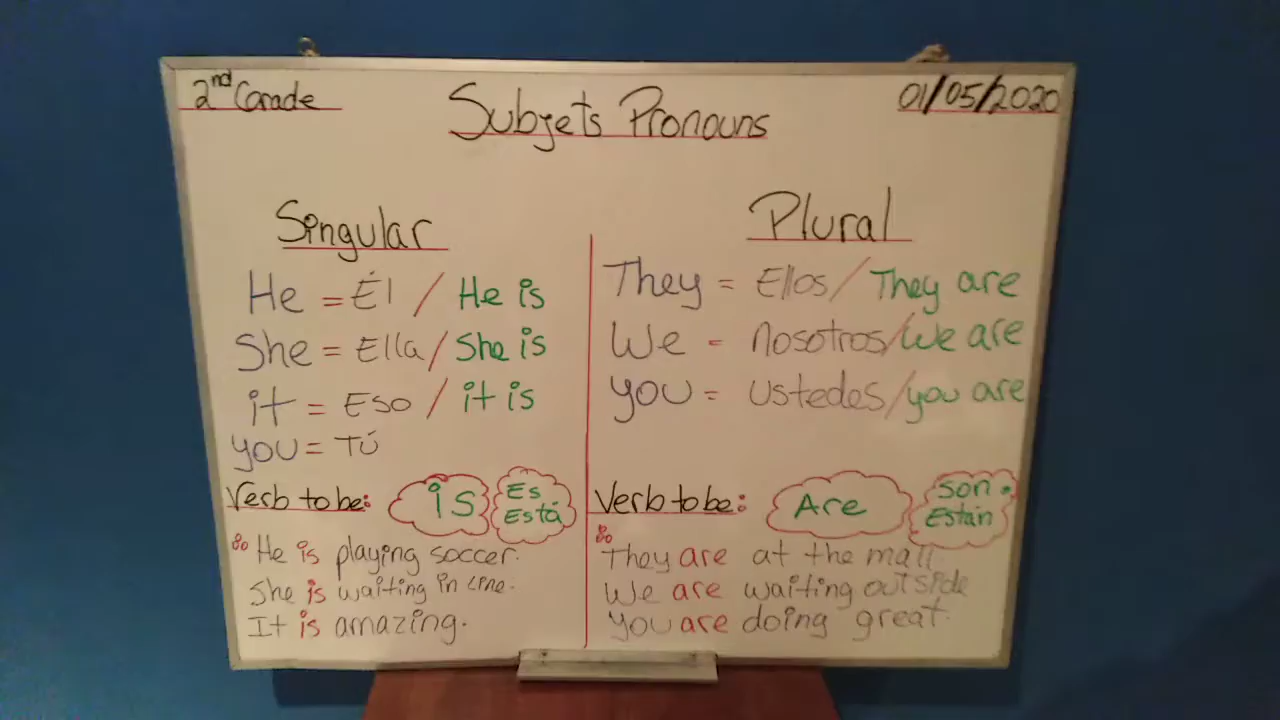 2nd Grade
Subjets Pronouns
01/05/2020
Singular
He = Él / He is
She = Ella / She is
it = Eso / it is
you = Tú
Verb to be: is Es
Está
He is playing soccer.
She is waiting in line.
It is amazing.
Plural
They = Ellos / They are
We = nosotros / We are
you = ustedes / you are
Verb to be: Are Son
Están
They are at the mall
We are waiting outside
You are doing great.